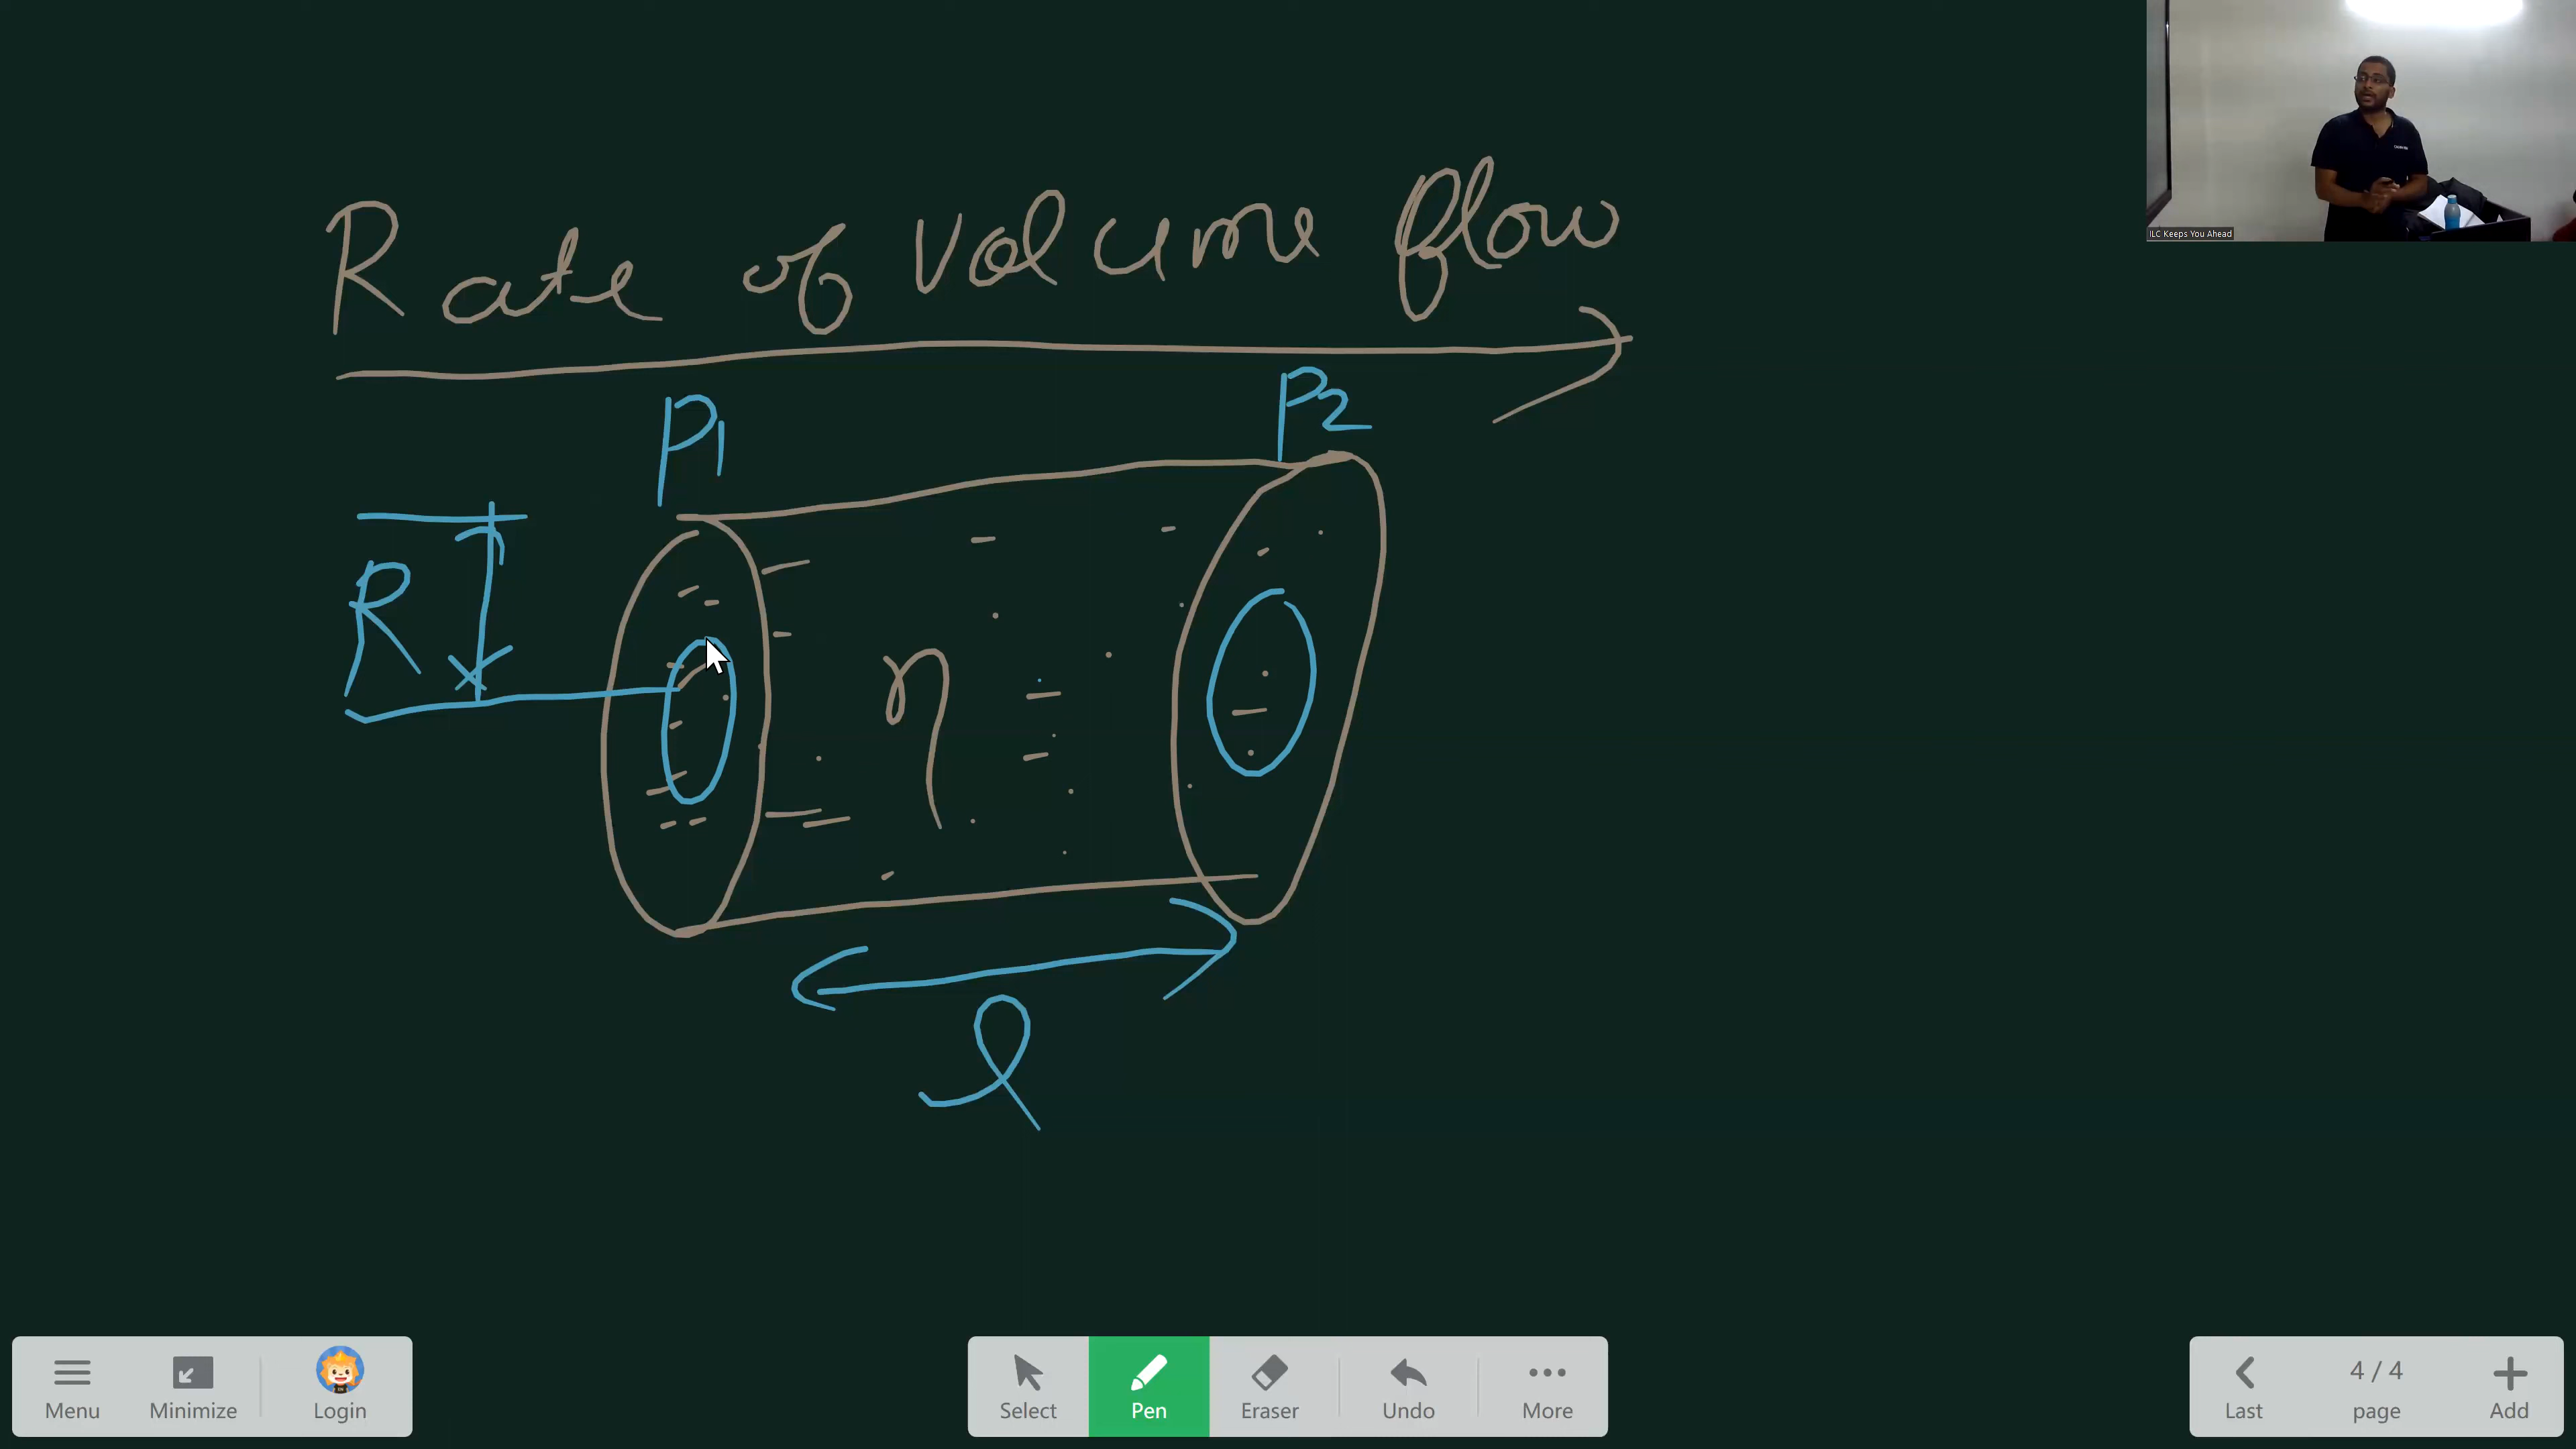 ILC Keeps You Ahead
Rate of Volume flow
P1
P2
R
η
l
Menu
Minimize
Login
Select
Pen
Eraser
Undo
More
Last
4 / 4
page
Add